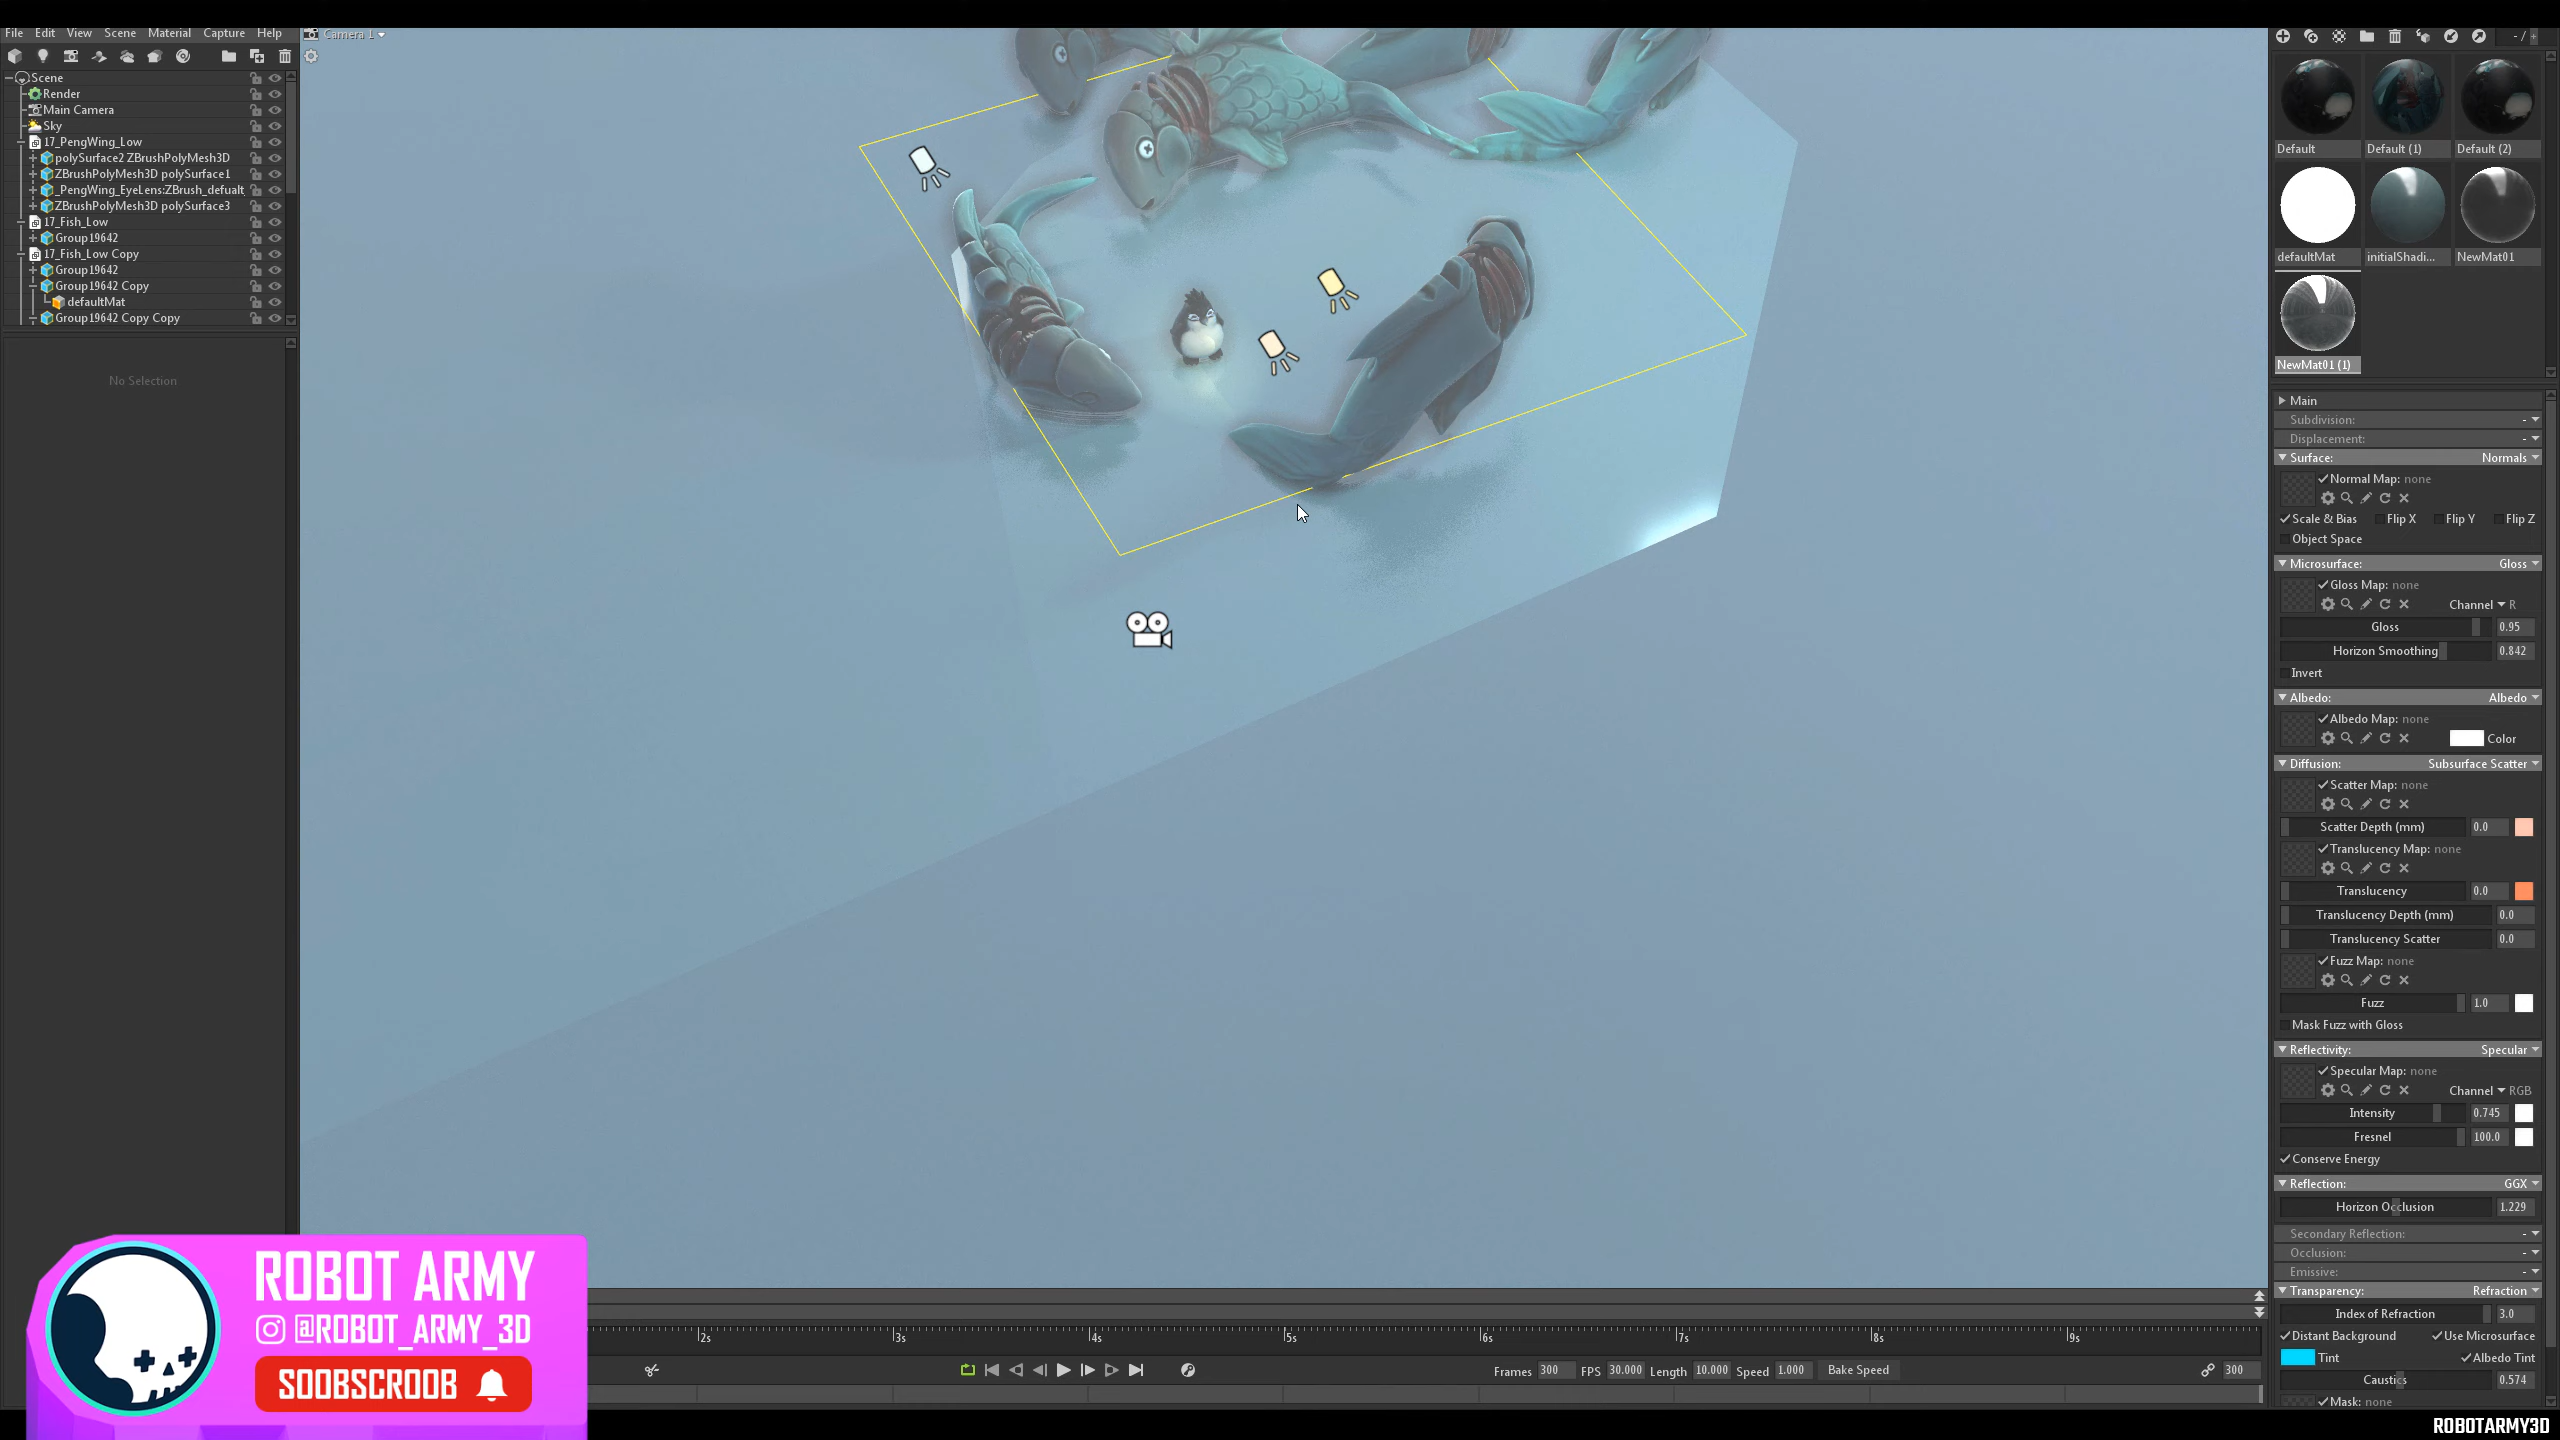 File Edit View Scene Material Capture Help
Camera 1
- /
Scene
Render
Main Camera
Sky
17_PengWing_Low
polySurface2 ZBrushPolyMesh3D
ZBrushPolyMesh3D polySurface1
_PengWing_EyeLens:ZBrush_defualt
ZBrushPolyMesh3D polySurface3
17_Fish_Low
Group19642
17_Fish_Low Copy
Group19642
Group19642 Copy
defaultMat
Group19642 Copy Copy
No Selection
Default Default (1) Default (2)
defaultMat initialShadi... NewMat01
NewMat01 (1)
Main
Subdivision: -
Displacement: -
Surface: Normals
Normal Map: none
Scale & Bias Flip X Flip Y Flip Z
Object Space
Microsurface: Gloss
Gloss Map: none
Channel R
Gloss 0.95
Horizon Smoothing 0.842
Invert
Albedo: Albedo
Albedo Map: none
Color
Diffusion: Subsurface Scatter
Scatter Map: none
Scatter Depth (mm) 0.0
Translucency Map: none
Translucency 0.0
Translucency Depth (mm) 0.0
Translucency Scatter 0.0
Fuzz Map: none
Fuzz 1.0
Mask Fuzz with Gloss
Reflectivity: Specular
Specular Map: none
Channel RGB
Intensity 0.745
Fresnel 100.0
Conserve Energy
Reflection: GGX
Horizon Occlusion 1.229
Secondary Reflection: -
Occlusion: -
Emissive: -
Transparency: Refraction
Index of Refraction 3.0
Distant Background Use Microsurface
Tint Albedo Tint
Caustics 0.574
Mask: none
2s 3s 4s 5s 6s 7s 8s 9s
Frames 300 FPS 30.000 Length 10.000 Speed 1.000 Bake Speed 300
ROBOT ARMY
@ROBOT_ARMY_3D
SOOBSCROOB
ROBOTARMY3D